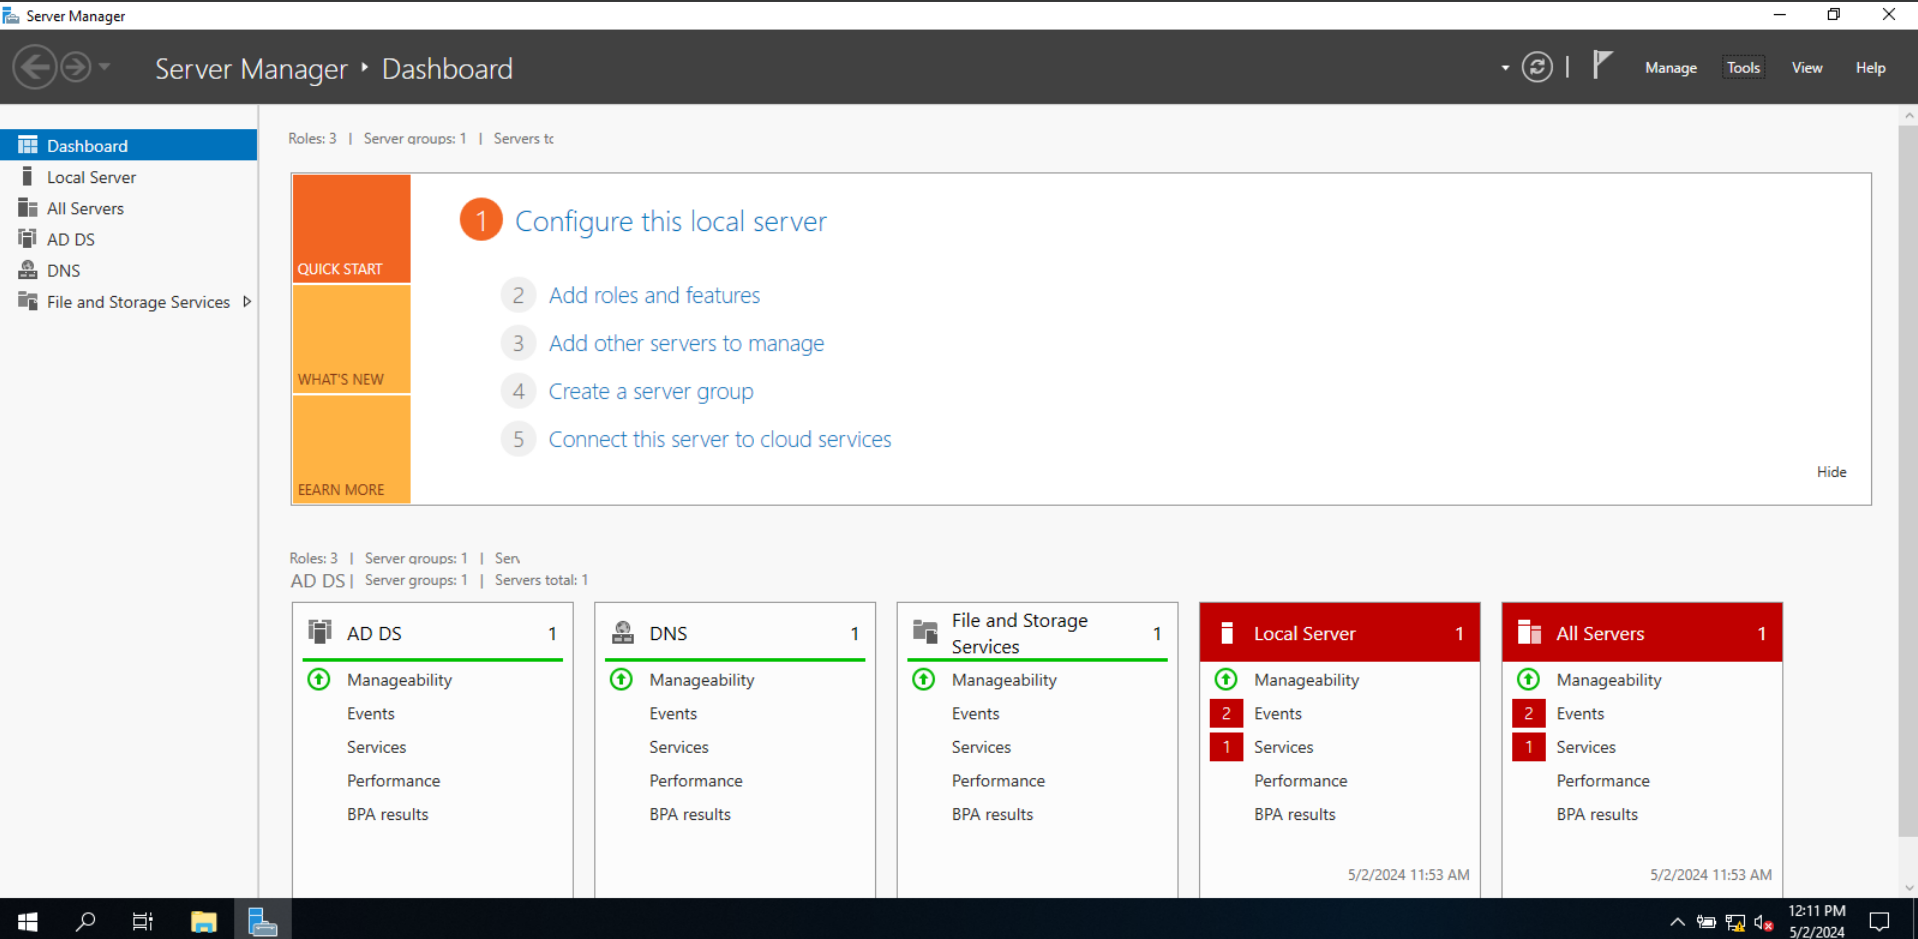 Server Manager
Server Manager ‣ Dashboard
Manage Tools View Help
Dashboard
Local Server
All Servers
AD DS
DNS
File and Storage Services
Roles: 3 | Server groups: 1 | Servers to
QUICK START
WHAT'S NEW
EEARN MORE
1 Configure this local server
2 Add roles and features
3 Add other servers to manage
4 Create a server group
5 Connect this server to cloud services
Hide
Roles: 3 | Server groups: 1 | Serv
AD DS | Server groups: 1 | Servers total: 1
AD DS 1
Manageability
Events
Services
Performance
BPA results
DNS 1
Manageability
Events
Services
Performance
BPA results
File and Storage
Services 1
Manageability
Events
Services
Performance
BPA results
Local Server 1
Manageability
2 Events
1 Services
Performance
BPA results
5/2/2024 11:53 AM
All Servers 1
Manageability
2 Events
1 Services
Performance
BPA results
5/2/2024 11:53 AM
12:11 PM
5/2/2024